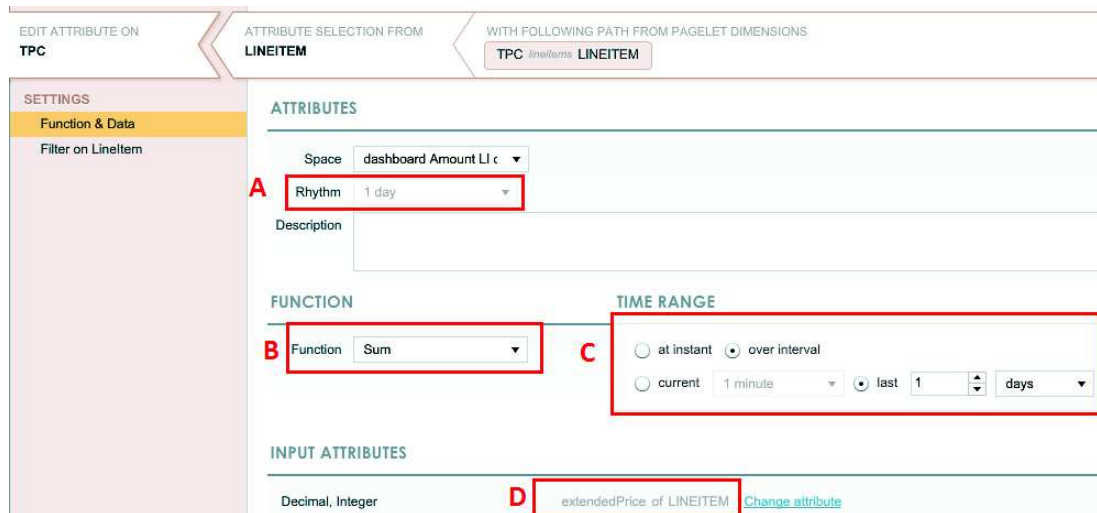 EDIT ATTRIBUTE ON
TPC
ATTRIBUTE SELECTION FROM
LINEITEM
WITH FOLLOWING PATH FROM PAGELET DIMENSIONS
TPC lineitems LINEITEM
SETTINGS
Function & Data
Filter on LineItem
ATTRIBUTES
Space dashboard Amount LI c
A Rhythm 1 day
Description
FUNCTION
TIME RANGE
B Function Sum
C at instant over interval
current 1 minute last 1 days
INPUT ATTRIBUTES
Decimal, Integer D extendedPrice of LINEITEM Change attribute